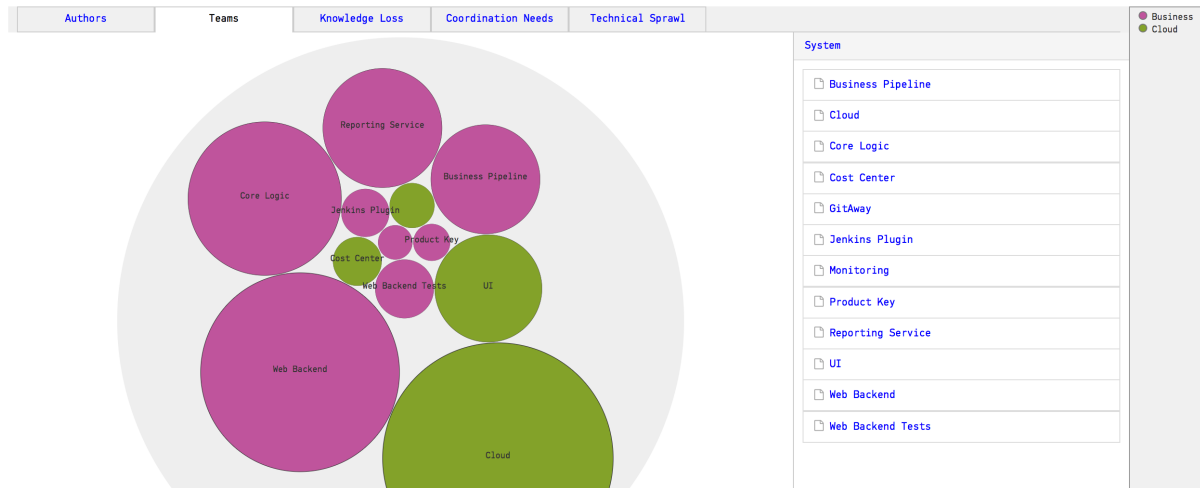 Authors
Teams
Knowledge Loss
Coordination Needs
Technical Sprawl
Business
Cloud
System
Business Pipeline
Cloud
Core Logic
Cost Center
GitAway
Jenkins Plugin
Monitoring
Product Key
Reporting Service
UI
Web Backend
Web Backend Tests
Reporting Service
Business Pipeline
Core Logic
Jenkins Plugin
Product Key
Cost Center
Web Backend Tests
UI
Web Backend
Cloud